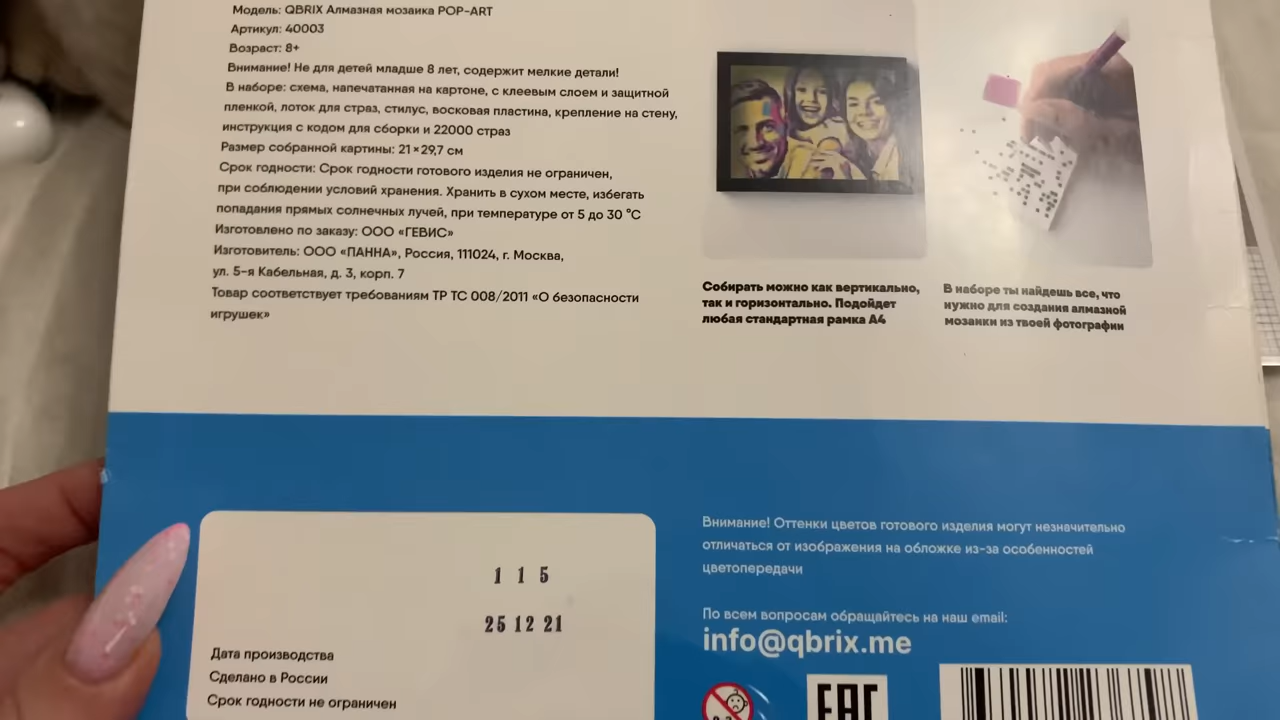 Модель: QBRIX Алмазная мозаика POP-ART
Артикул: 40003
Возраст: 8+
Внимание! Не для детей младше 8 лет, содержит мелкие детали!
В наборе: схема, напечатанная на картоне, с клеевым слоем и защитной
пленкой, лоток для страз, стилус, восковая пластина, крепление на стену,
инструкция с кодом для сборки и 22000 страз
Размер собранной картины: 21×29,7 см
Срок годности: Срок годности готового изделия не ограничен,
при соблюдении условий хранения. Хранить в сухом месте, избегать
попадания прямых солнечных лучей, при температуре от 5 до 30 °C
Изготовлено по заказу: ООО «ГЕВИС»
Изготовитель: ООО «ПАННА», Россия, 111024, г. Москва,
ул. 5-я Кабельная, д. 3, корп. 7
Товар соответствует требованиям ТР ТС 008/2011 «О безопасности
игрушек»
Собирать можно как вертикально,
так и горизонтально. Подойдет
любая стандартная рамка А4
В наборе ты найдешь все, что
нужно для создания алмазной
мозаики из твоей фотографии
1 1 5
25 12 21
Дата производства
Сделано в России
Срок годности не ограничен
Внимание! Оттенки цветов готового изделия могут незначительно
отличаться от изображения на обложке из-за особенностей
цветопередачи
По всем вопросам обращайтесь на наш email:
info@qbrix.me
0-3
EAC